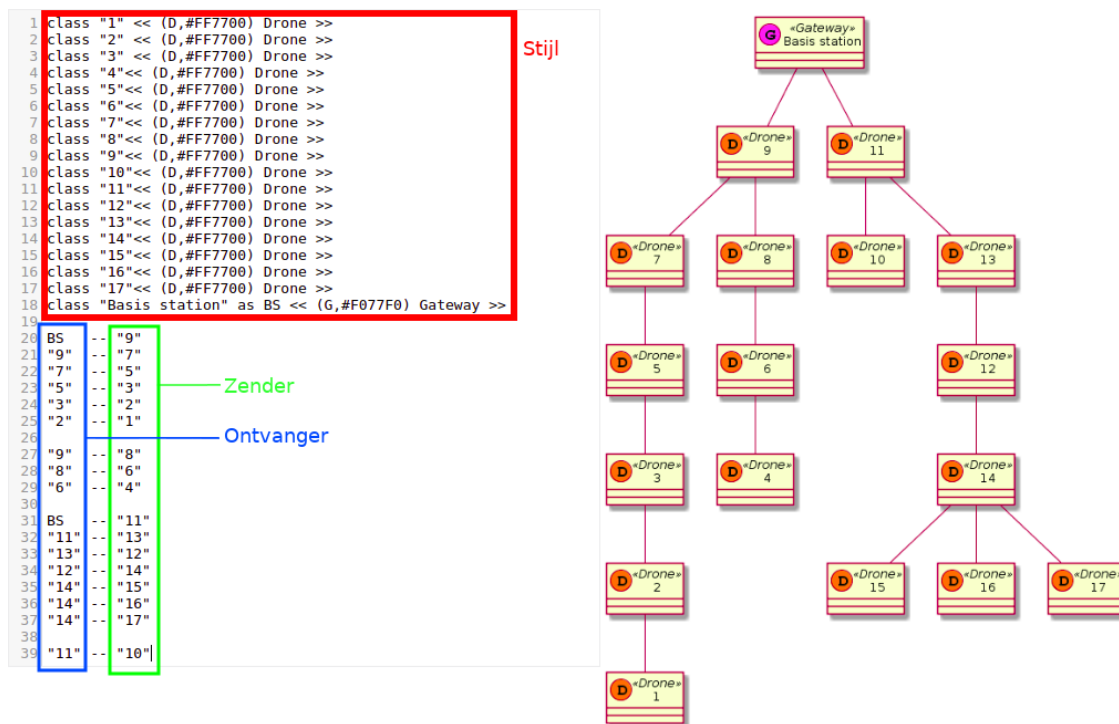 1 class "1" << (D,#FF7700) Drone >>
2 class "2" << (D,#FF7700) Drone >>
3 class "3" << (D,#FF7700) Drone >>
4 class "4"<< (D,#FF7700) Drone >>
5 class "5"<< (D,#FF7700) Drone >>
6 class "6"<< (D,#FF7700) Drone >>
7 class "7"<< (D,#FF7700) Drone >>
8 class "8"<< (D,#FF7700) Drone >>
9 class "9"<< (D,#FF7700) Drone >>
10 class "10"<< (D,#FF7700) Drone >>
11 class "11"<< (D,#FF7700) Drone >>
12 class "12"<< (D,#FF7700) Drone >>
13 class "13"<< (D,#FF7700) Drone >>
14 class "14"<< (D,#FF7700) Drone >>
15 class "15"<< (D,#FF7700) Drone >>
16 class "16"<< (D,#FF7700) Drone >>
17 class "17"<< (D,#FF7700) Drone >>
18 class "Basis station" as BS << (G,#F077F0) Gateway >>
19
20 BS -- "9"
21 "9" -- "7"
22 "7" -- "5"
23 "5" -- "3"
24 "3" -- "2"
25 "2" -- "1"
26
27 "9" -- "8"
28 "8" -- "6"
29 "6" -- "4"
30
31 BS -- "11"
32 "11" -- "13"
33 "13" -- "12"
34 "12" -- "14"
35 "14" -- "15"
36 "14" -- "16"
37 "14" -- "17"
38
39 "11" -- "10"
Stijl
Zender
Ontvanger
G «Gateway»
Basis station
D «Drone»
9
D «Drone»
11
D «Drone»
7
D «Drone»
8
D «Drone»
10
D «Drone»
13
D «Drone»
5
D «Drone»
6
D «Drone»
12
D «Drone»
3
D «Drone»
4
D «Drone»
14
D «Drone»
2
D «Drone»
15
D «Drone»
16
D «Drone»
17
D «Drone»
1